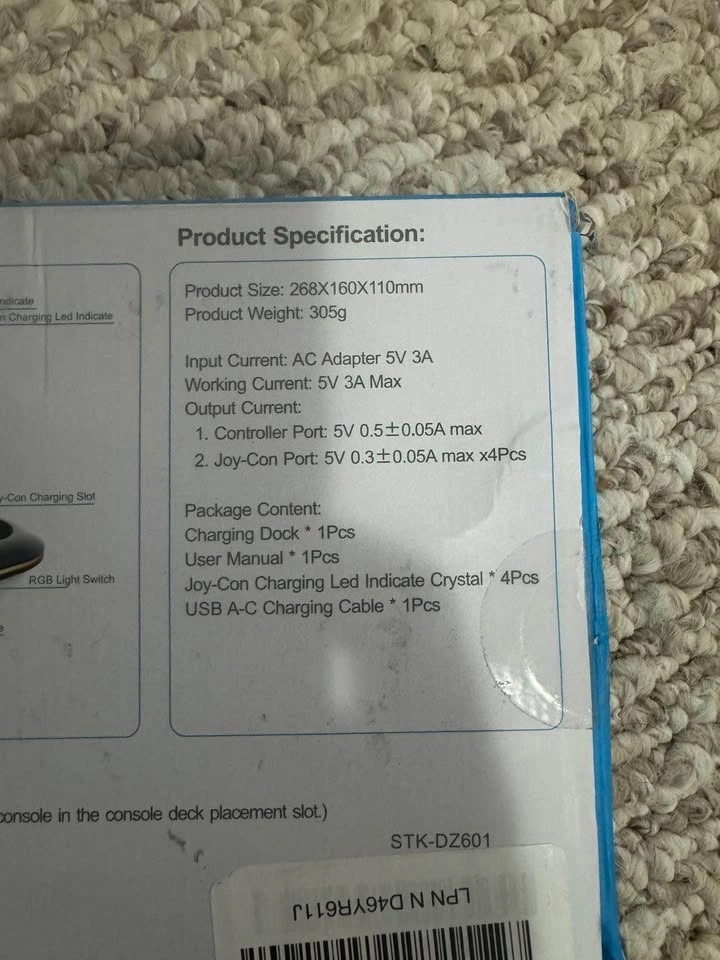 Product Specification:
Product Size: 268X160X110mm
Product Weight: 305g
Input Current: AC Adapter 5V 3A
Working Current: 5V 3A Max
Output Current:
1. Controller Port: 5V 0.5±0.05A max
2. Joy-Con Port: 5V 0.3±0.05A max x4Pcs
Package Content:
Charging Dock * 1Pcs
User Manual * 1Pcs
Joy-Con Charging Led Indicate Crystal * 4Pcs
USB A-C Charging Cable * 1Pcs
ndicate
n Charging Led Indicate
y-Con Charging Slot
RGB Light Switch
e
console in the console deck placement slot.)
STK-DZ601
LPN N D46YR611J